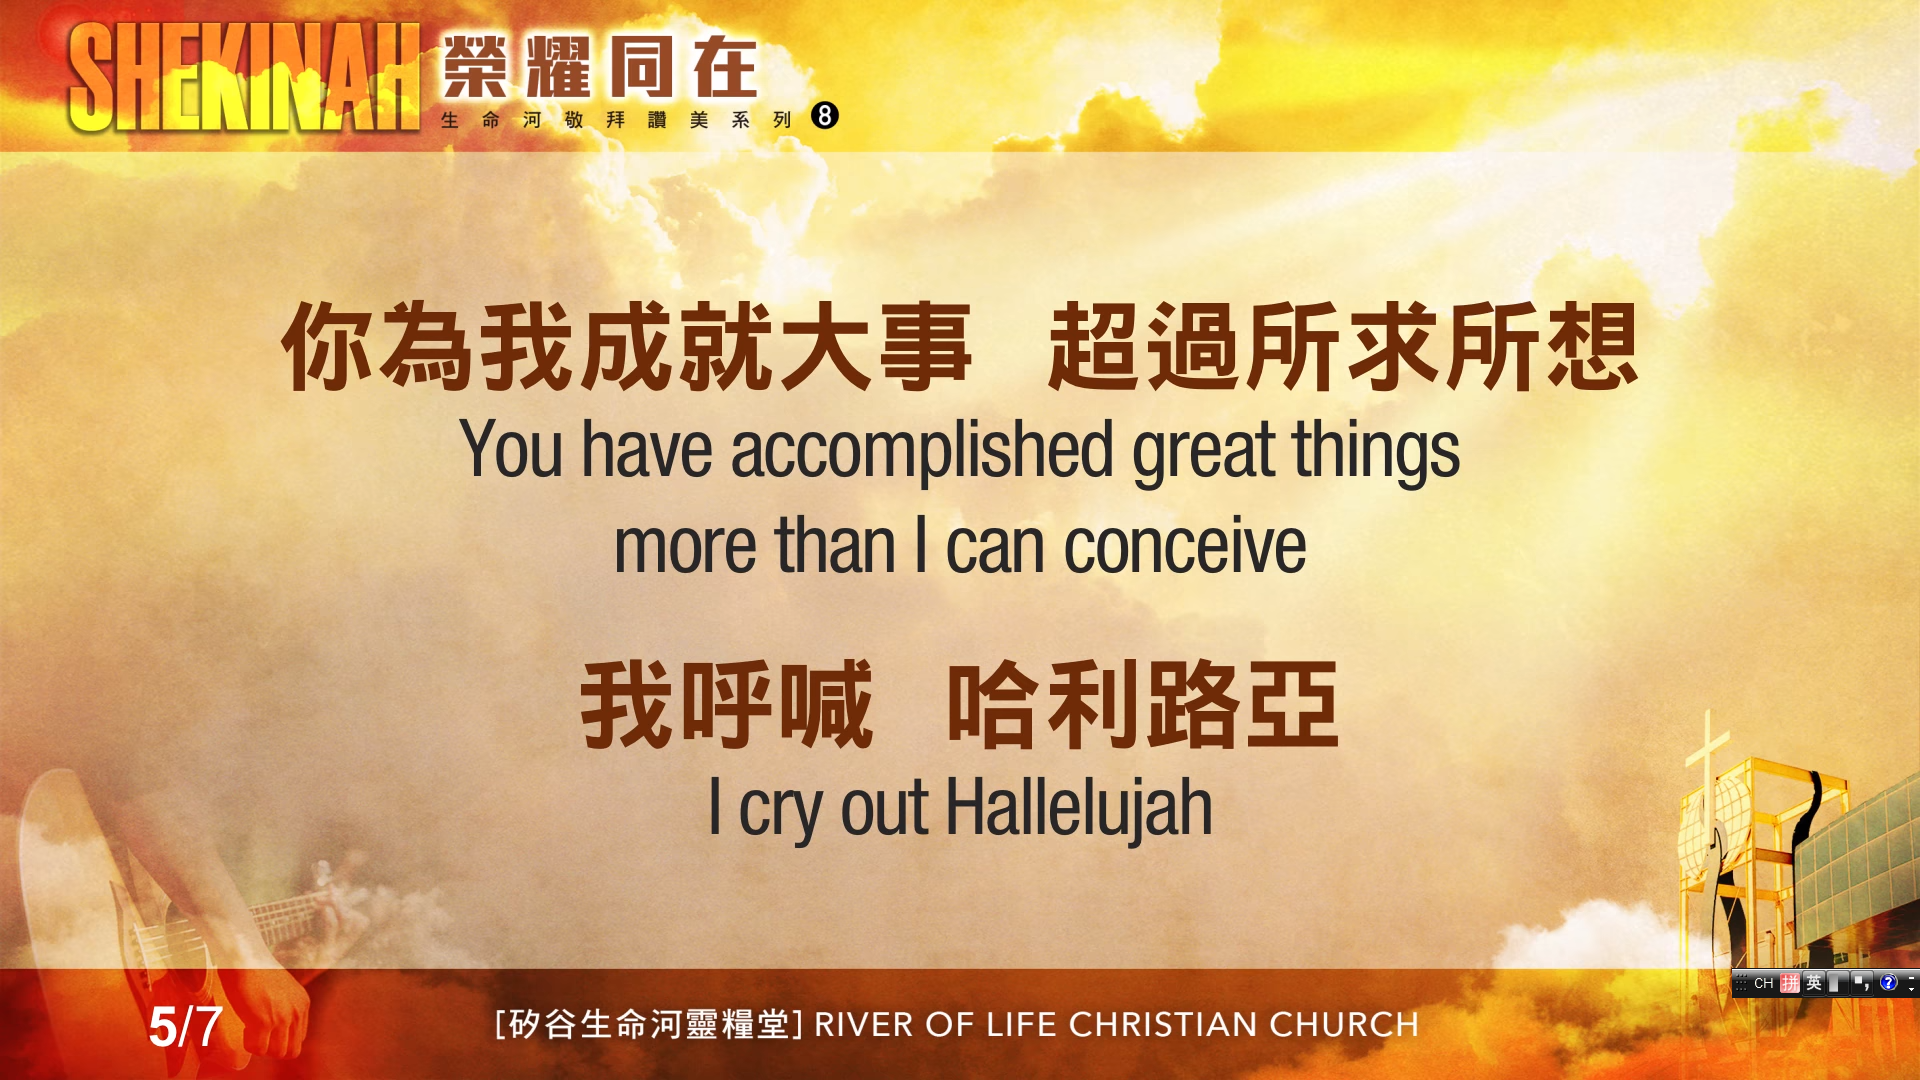 SHEKINAH 榮耀同在
生命河敬拜讚美系列 8
你為我成就大事 超過所求所想
You have accomplished great things
more than I can conceive
我呼喊 哈利路亞
I cry out Hallelujah
CH 拼 英
5/7
[矽谷生命河靈糧堂] RIVER OF LIFE CHRISTIAN CHURCH